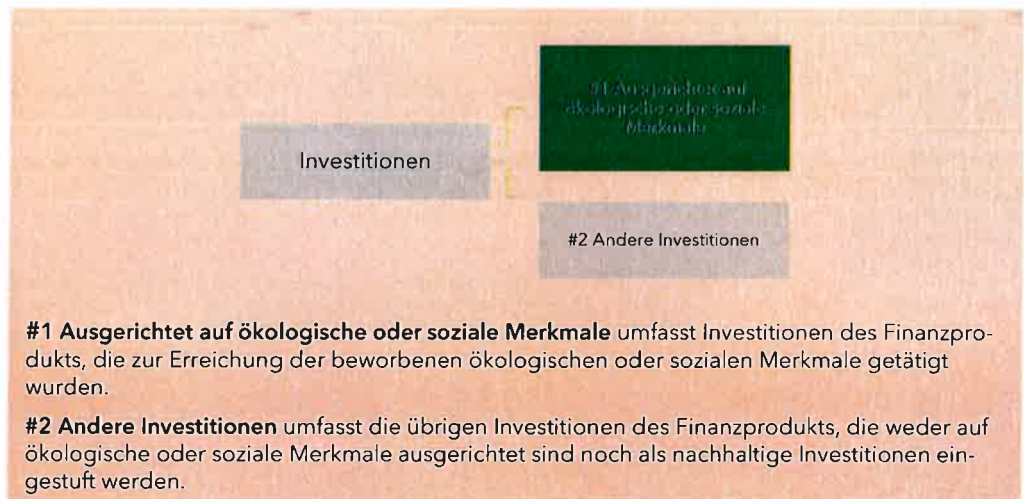 #1 Ausgerichtet auf
ökologische oder soziale
Merkmale
Investitionen
#2 Andere Investitionen
#1 Ausgerichtet auf ökologische oder soziale Merkmale umfasst Investitionen des Finanzpro-
dukts, die zur Erreichung der beworbenen ökologischen oder sozialen Merkmale getätigt
wurden.
#2 Andere Investitionen umfasst die übrigen Investitionen des Finanzprodukts, die weder auf
ökologische oder soziale Merkmale ausgerichtet sind noch als nachhaltige Investitionen ein-
gestuft werden.